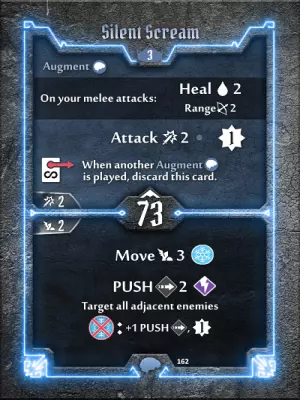 Silent Scream
3
Augment
On your melee attacks:
Heal 2
Range 2
Attack 2
1
When another Augment
is played, discard this card.
2
73
2
Move 3
PUSH 2
Target all adjacent enemies
: +1 PUSH , 1
162